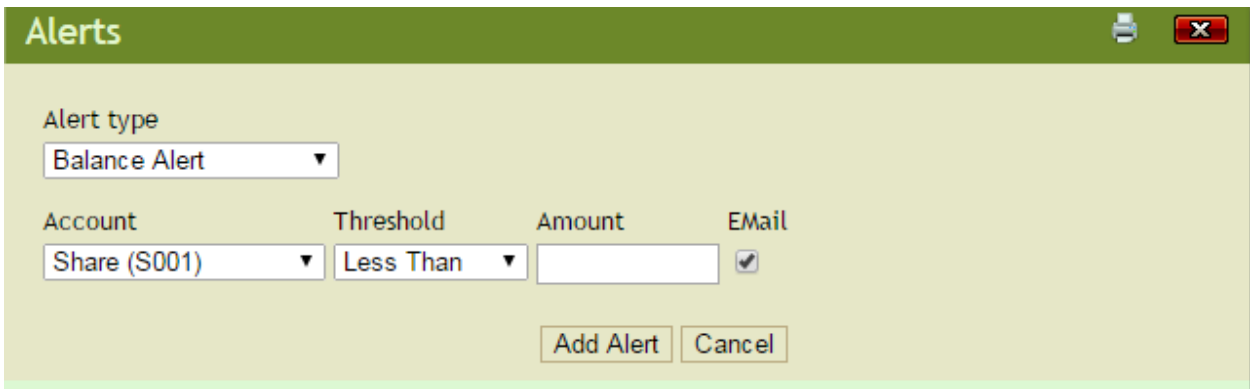 Alerts
Alert type
Balance Alert
Account Threshold Amount EMail
Share (S001) Less Than
Add Alert Cancel